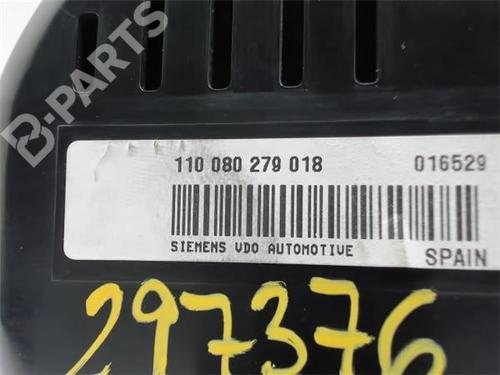 B-PARTS
110 080 279 018 016529
SIEMENS VDO AUTOMOTIVE SPAIN
297376